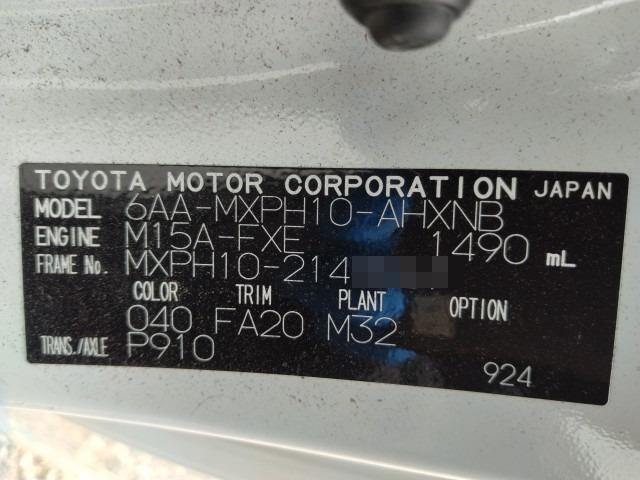 TOYOTA MOTOR CORPORATION JAPAN
MODEL 6AA-MXPH10-AHXNB
ENGINE M15A-FXE 1490 mL
FRAME No. MXPH10-214
COLOR TRIM PLANT OPTION
040 FA20 M32
TRANS./AXLE P910
924